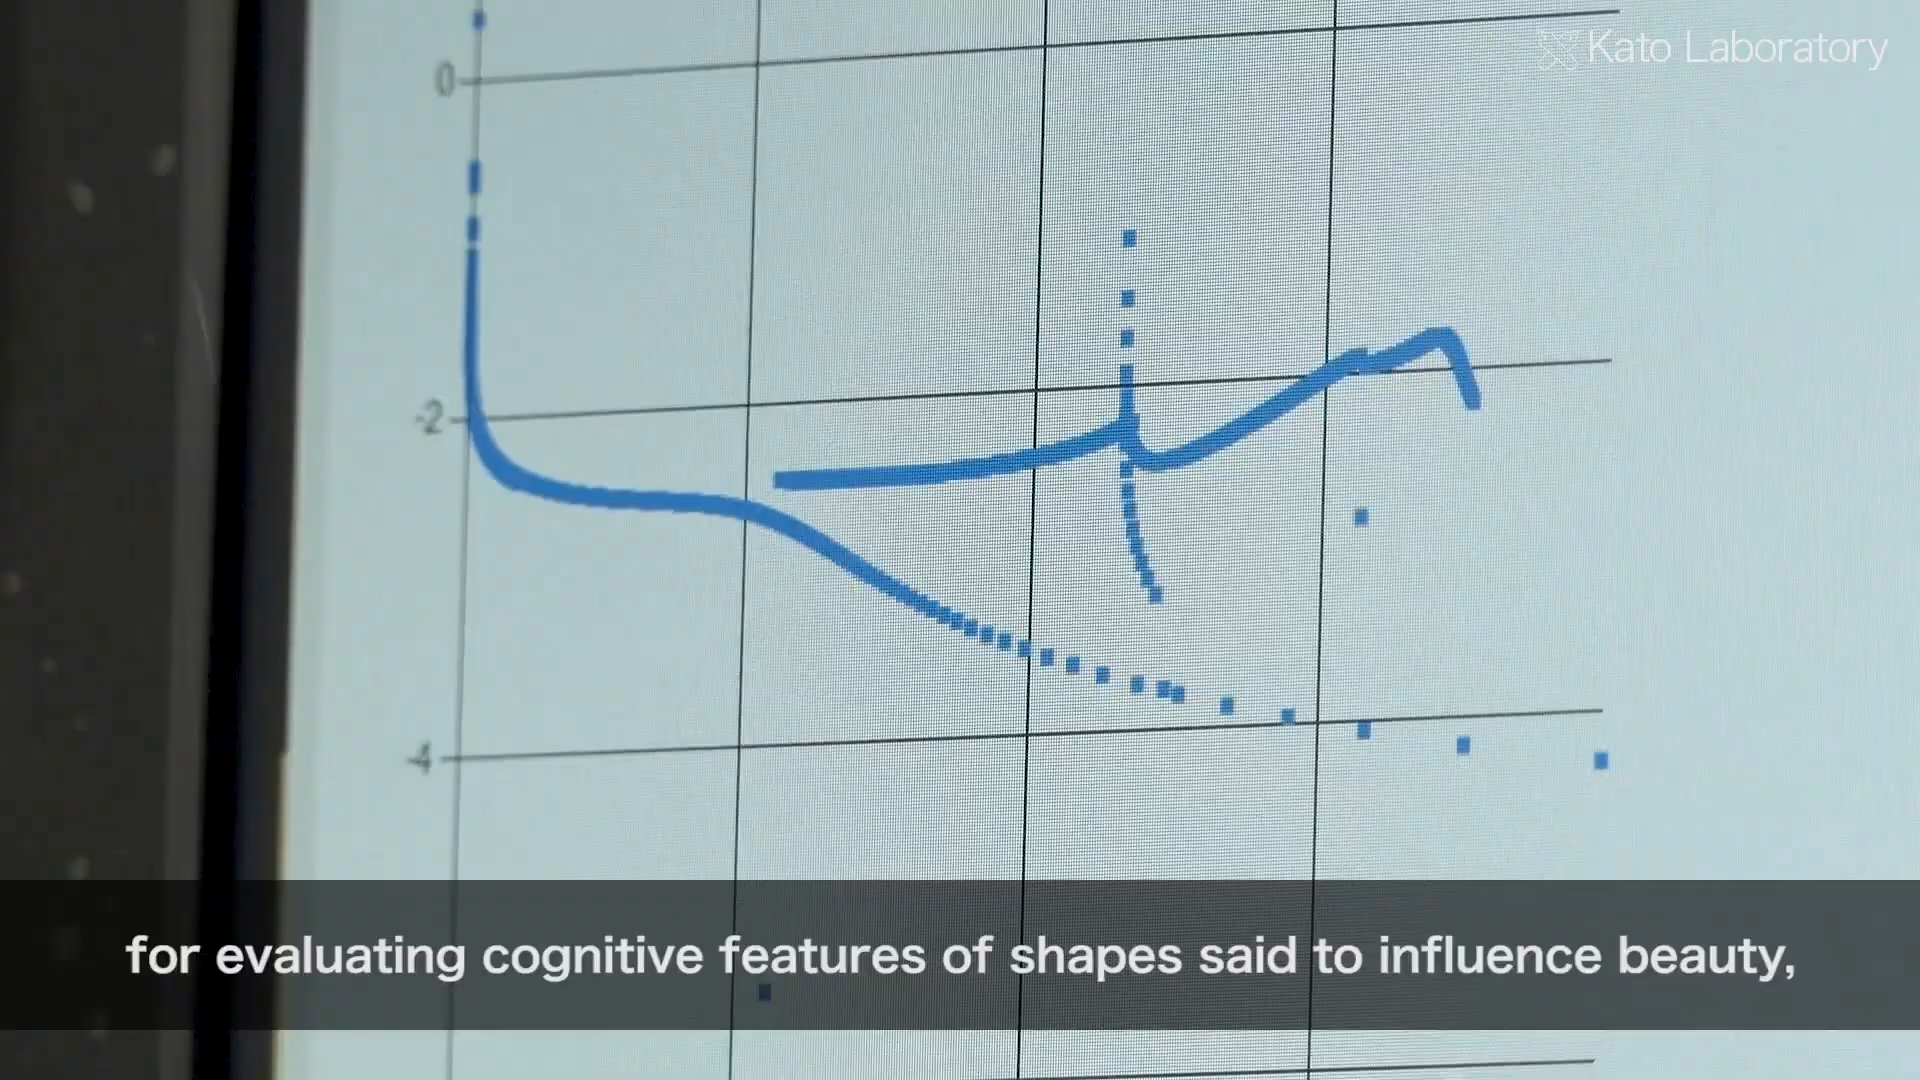 Kato Laboratory
0
-2
-4
for evaluating cognitive features of shapes said to influence beauty,